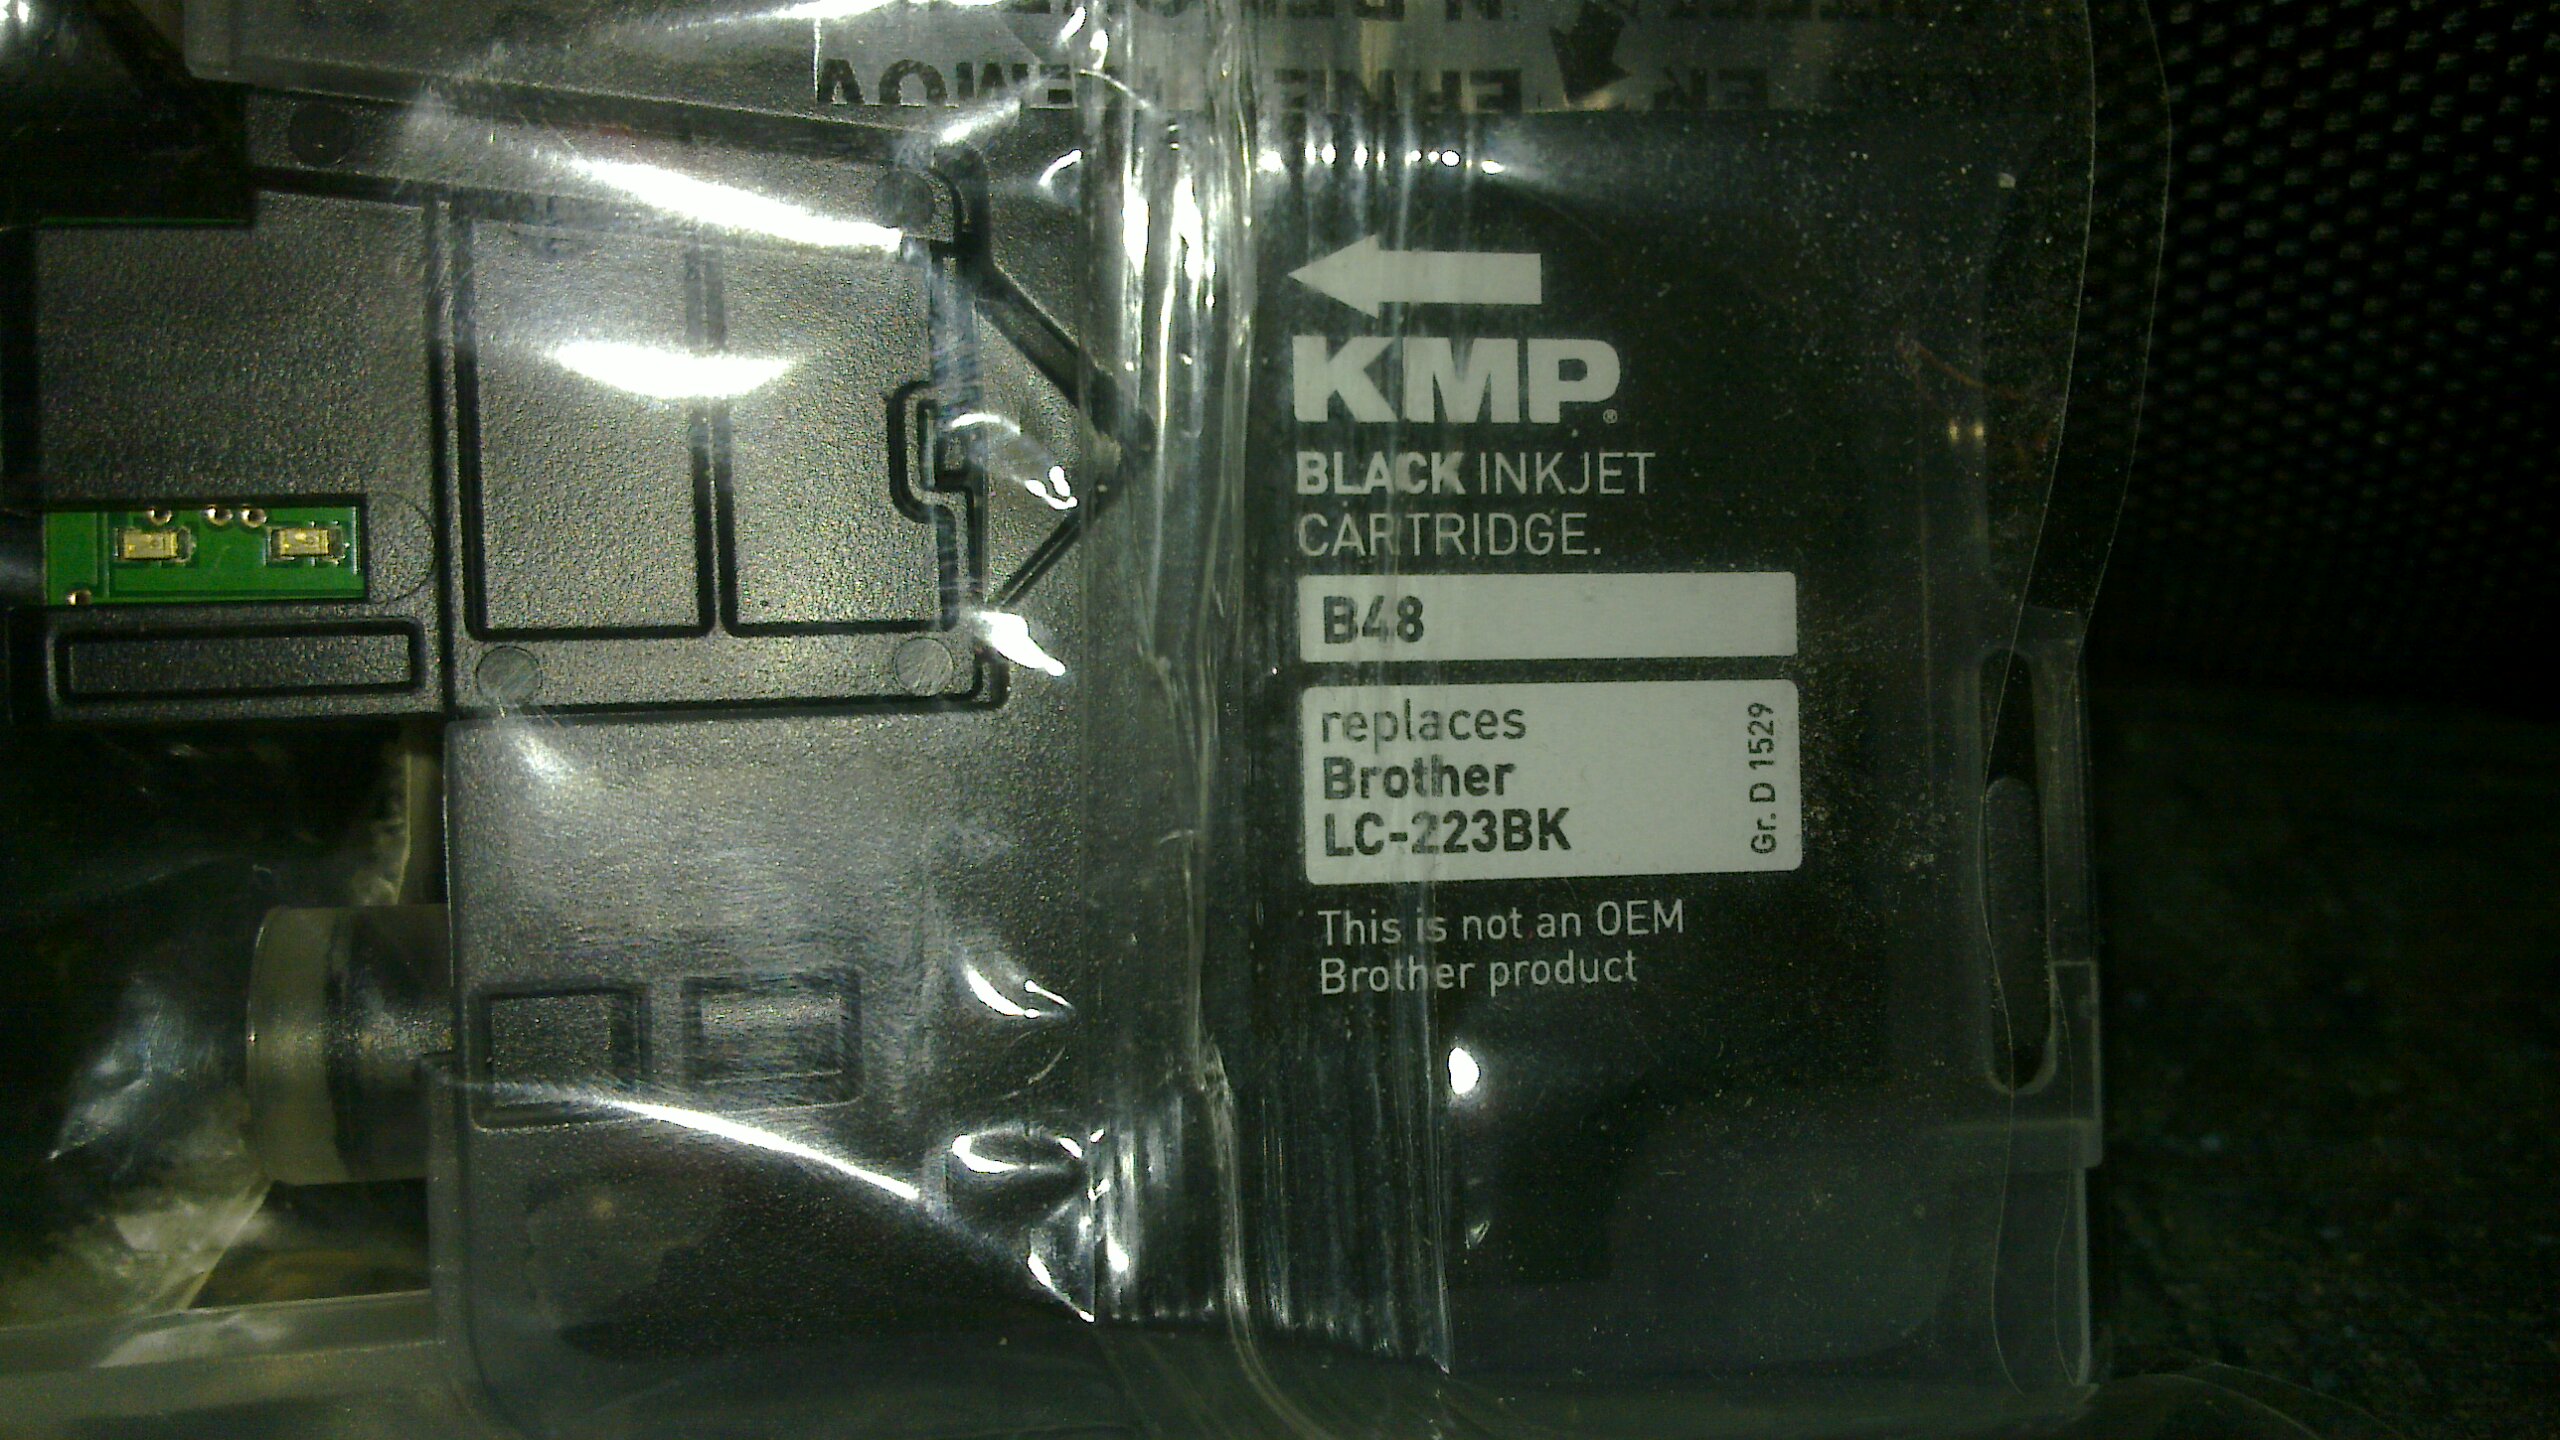 KMP®
BLACK INKJET
CARTRIDGE.
B48
replaces
Brother
LC-223BK
Gr. D 1529
This is not an OEM
Brother product